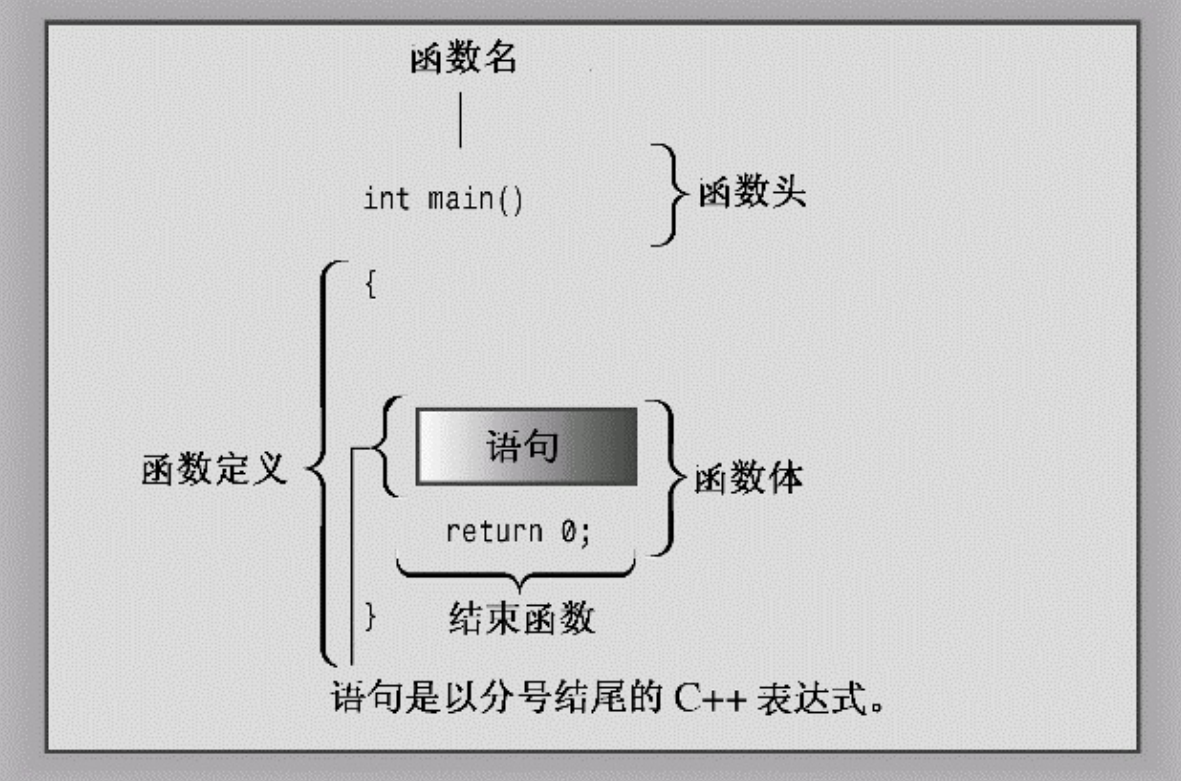 函数名
int main()
函数头
{
语句
函数定义
函数体
return 0;
}
结束函数
语句是以分号结尾的 C++ 表达式。